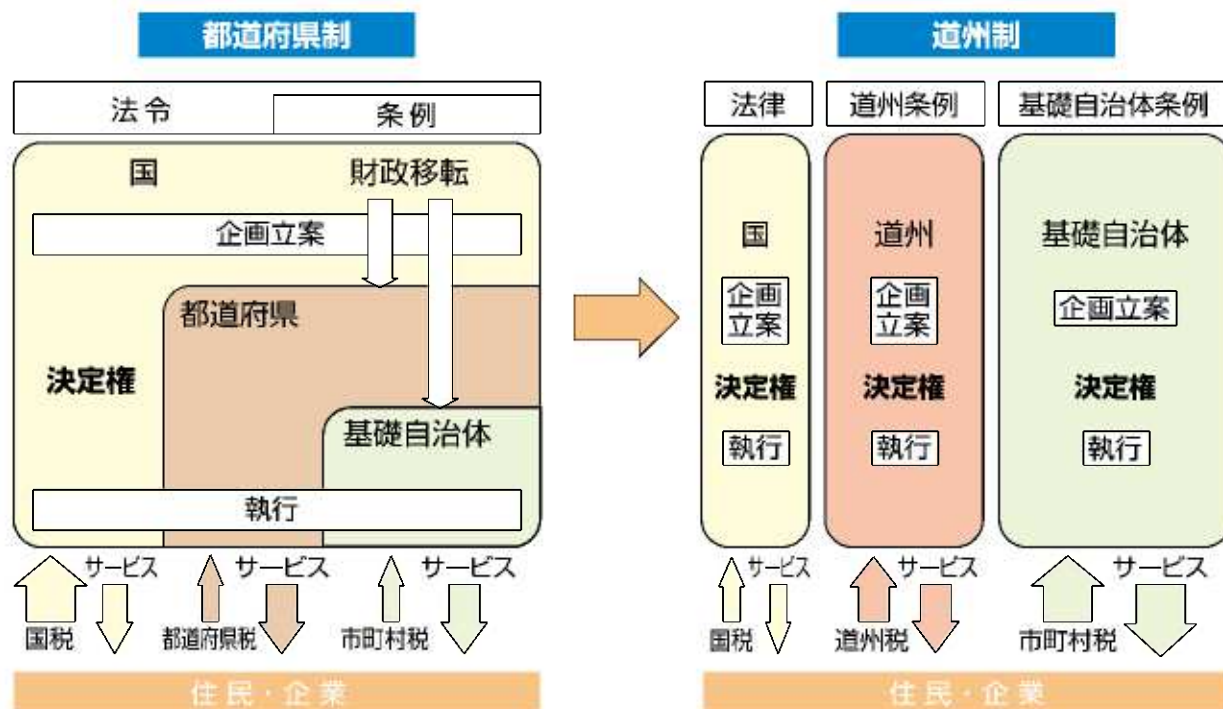 都道府県制
法令
条例
国
財政移転
企画立案
都道府県
決定権
基礎自治体
執行
サービス
サービス
サービス
国税
都道府県税
市町村税
住民・企業
道州制
法律
道州条例
基礎自治体条例
国
道州
基礎自治体
企画
立案
企画
立案
企画立案
決定権
決定権
決定権
執行
執行
執行
サービス
サービス
サービス
国税
道州税
市町村税
住民・企業